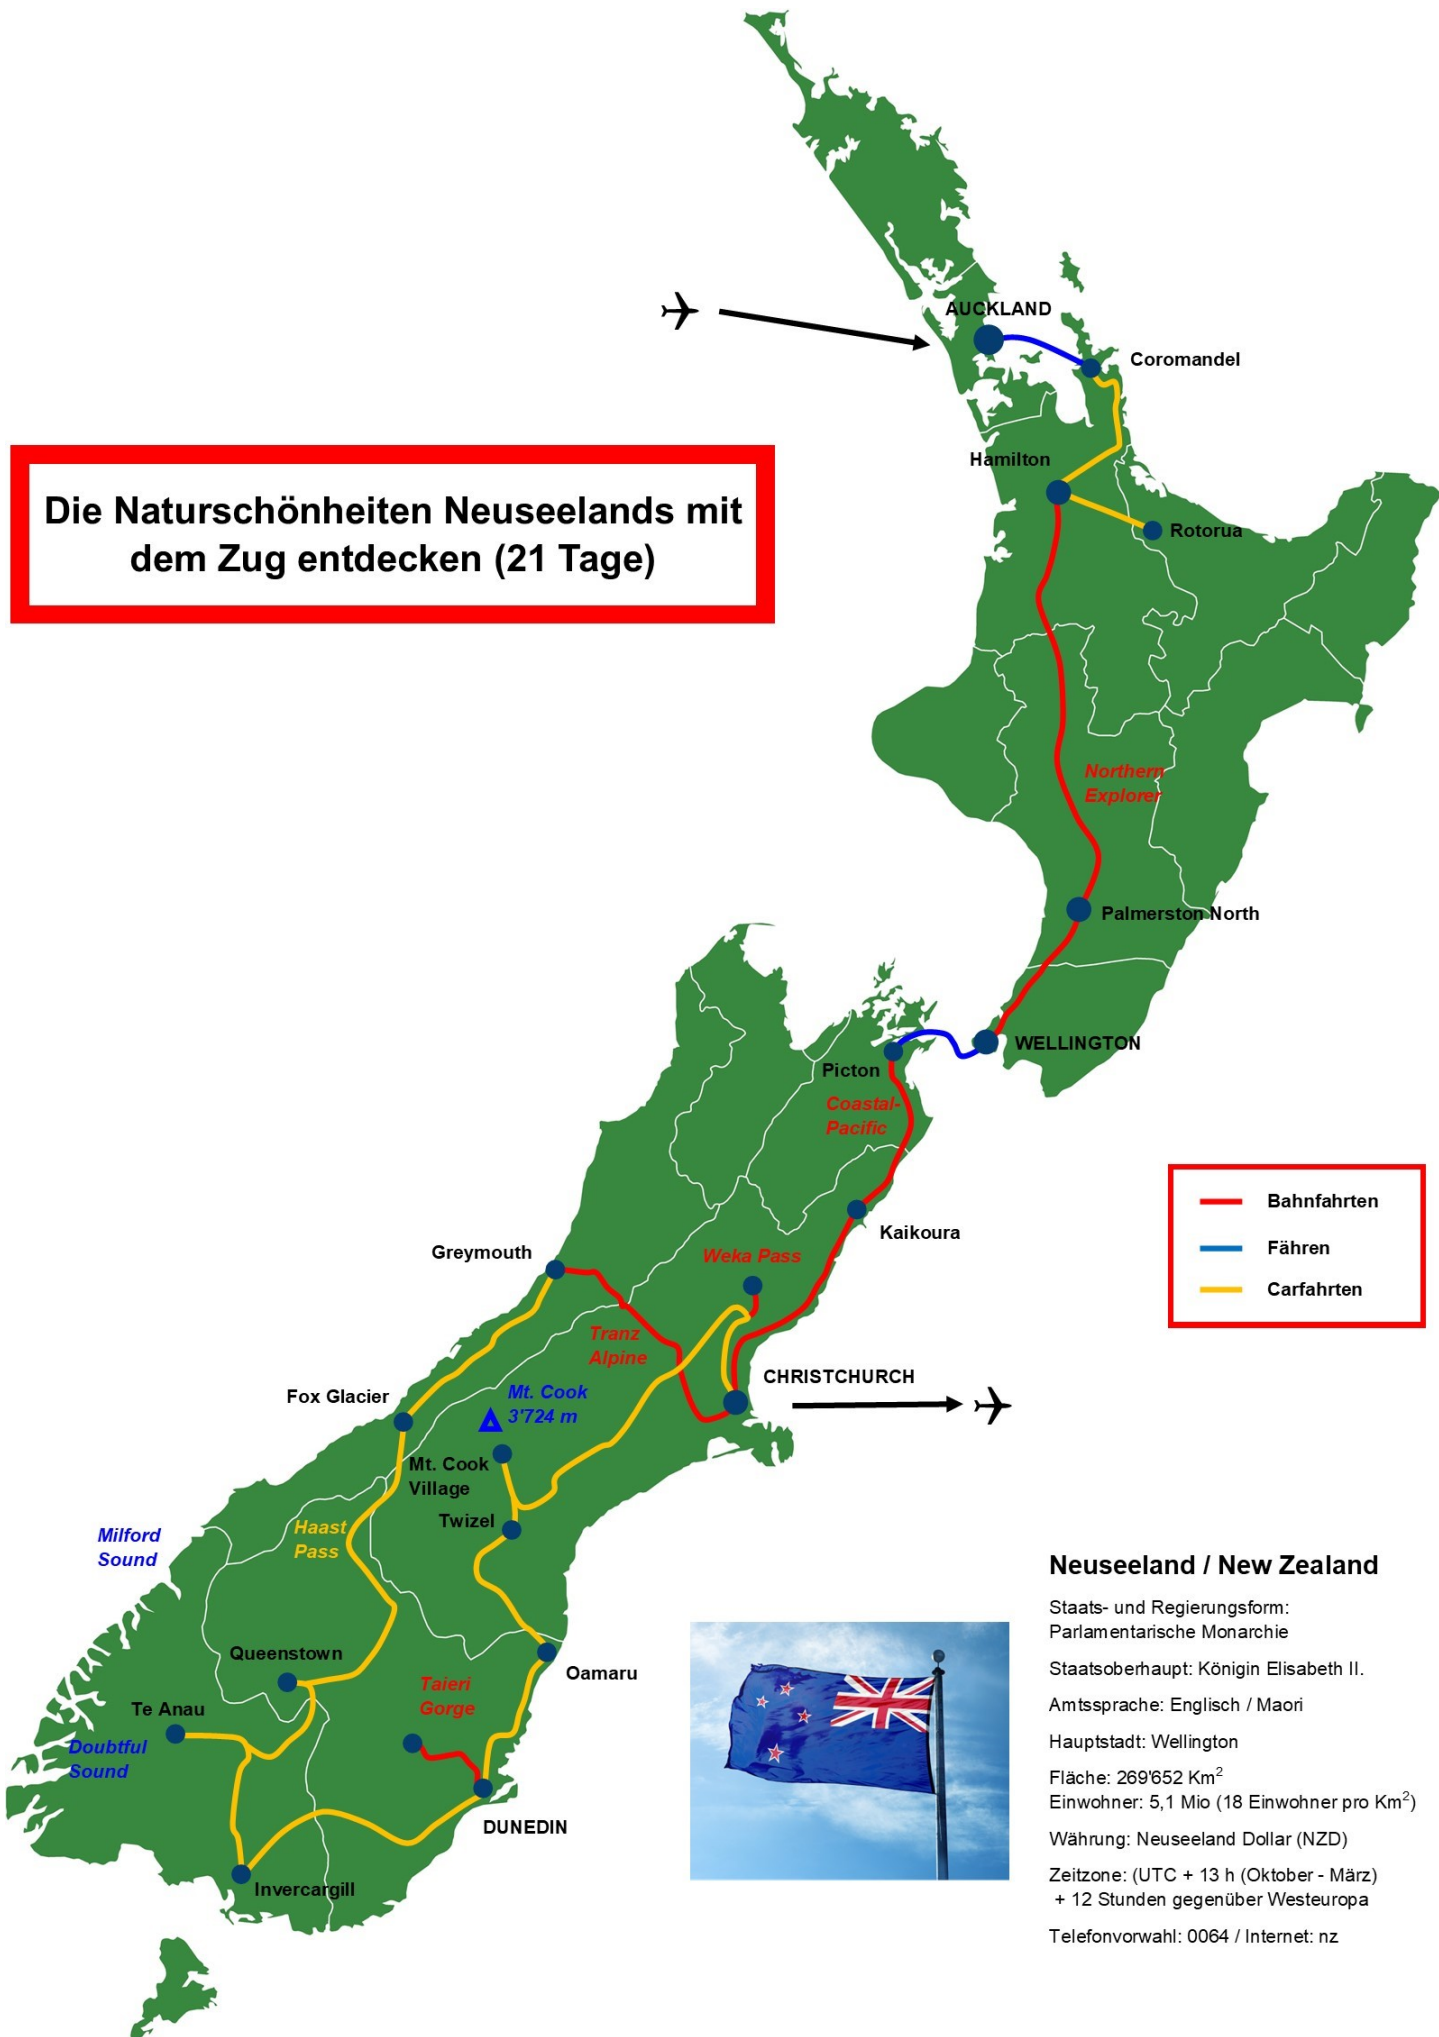 AUCKLAND
Coromandel
Hamilton
Rotorua
Die Naturschönheiten Neuseelands mit
dem Zug entdecken (21 Tage)
Northern
Explorer
Palmerston North
WELLINGTON
Picton
Coastal-
Pacific
Kaikoura
Greymouth
Weka Pass
Tranz
Alpine
CHRISTCHURCH
Fox Glacier
Mt. Cook
3'724 m
Mt. Cook
Village
Twizel
Milford
Sound
Haast
Pass
Queenstown
Oamaru
Te Anau
Taieri
Gorge
Doubtful
Sound
DUNEDIN
Invercargill
Bahnfahrten
Fähren
Carfahrten
Neuseeland / New Zealand
Staats- und Regierungsform:
Parlamentarische Monarchie
Staatsoberhaupt: Königin Elisabeth II.
Amtssprache: Englisch / Maori
Hauptstadt: Wellington
Fläche: 269'652 Km²
Einwohner: 5,1 Mio (18 Einwohner pro Km²)
Währung: Neuseeland Dollar (NZD)
Zeitzone: (UTC + 13 h (Oktober - März)
+ 12 Stunden gegenüber Westeuropa
Telefonvorwahl: 0064 / Internet: nz